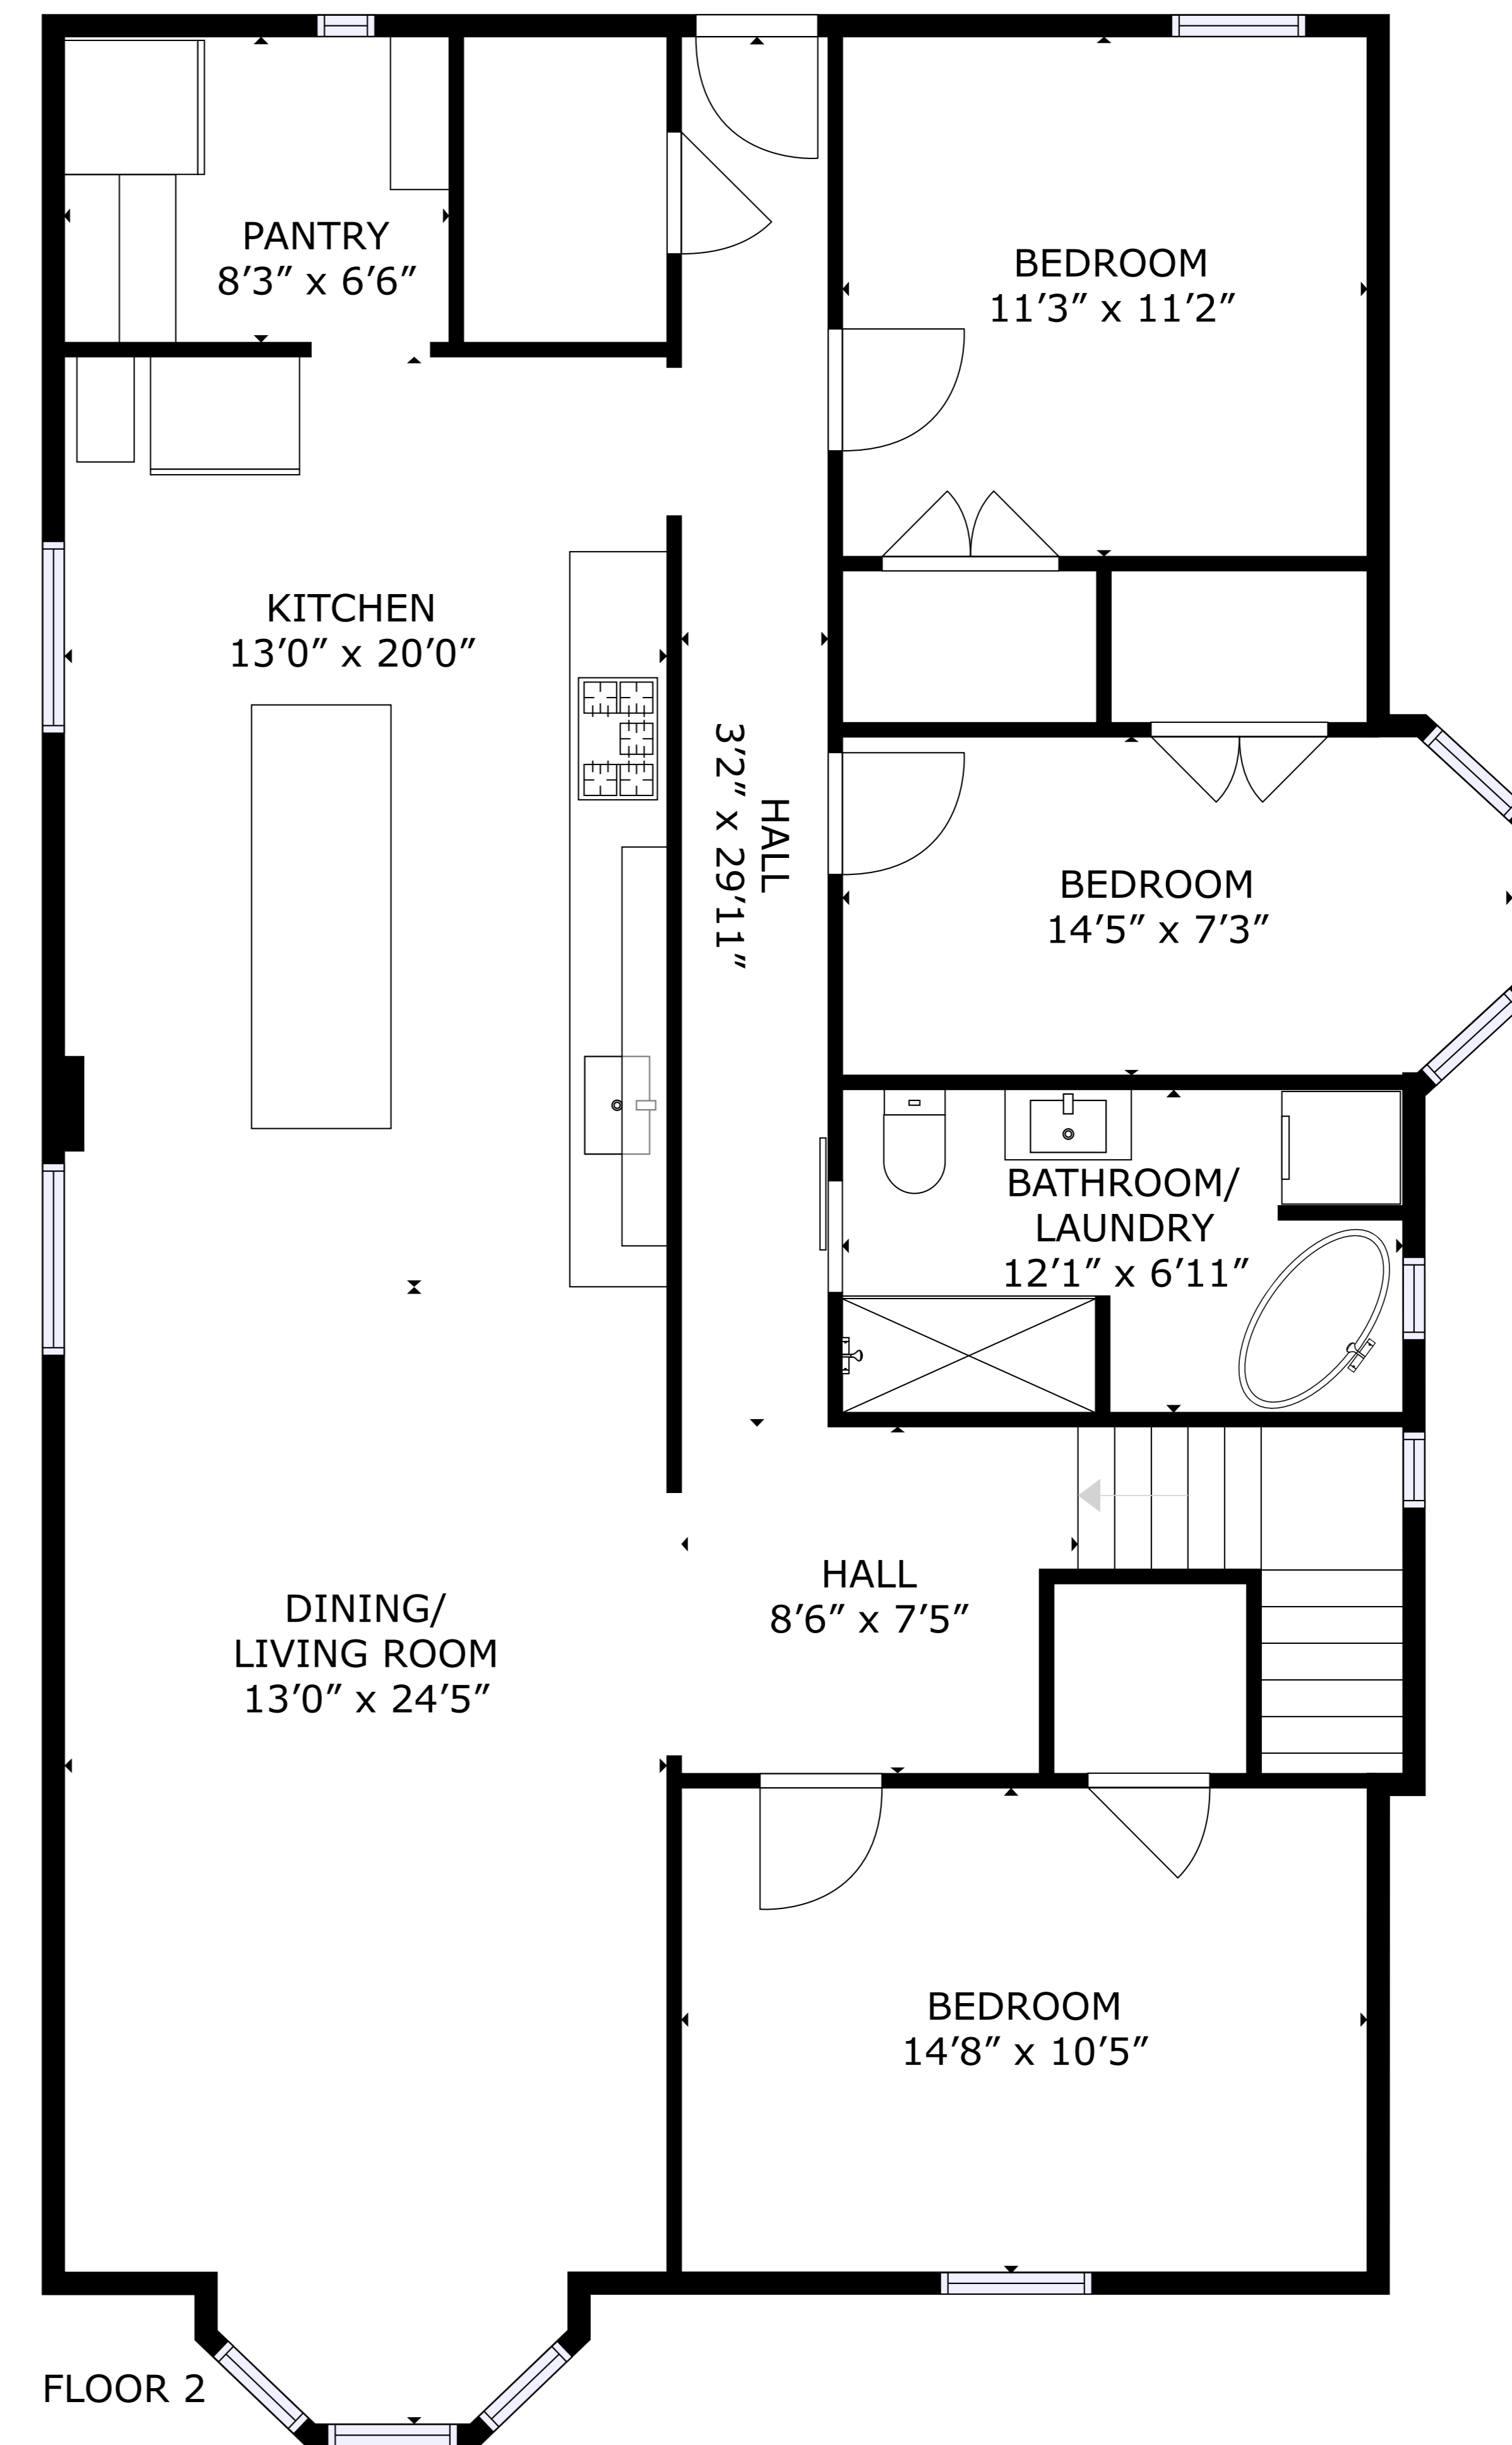 PANTRY
8′3″ x 6′6″
BEDROOM
11′3″ x 11′2″
KITCHEN
13′0″ x 20′0″
HALL
3′2″ x 29′11″
BEDROOM
14′5″ x 7′3″
BATHROOM/
LAUNDRY
12′1″ x 6′11″
HALL
8′6″ x 7′5″
DINING/
LIVING ROOM
13′0″ x 24′5″
BEDROOM
14′8″ x 10′5″
FLOOR 2